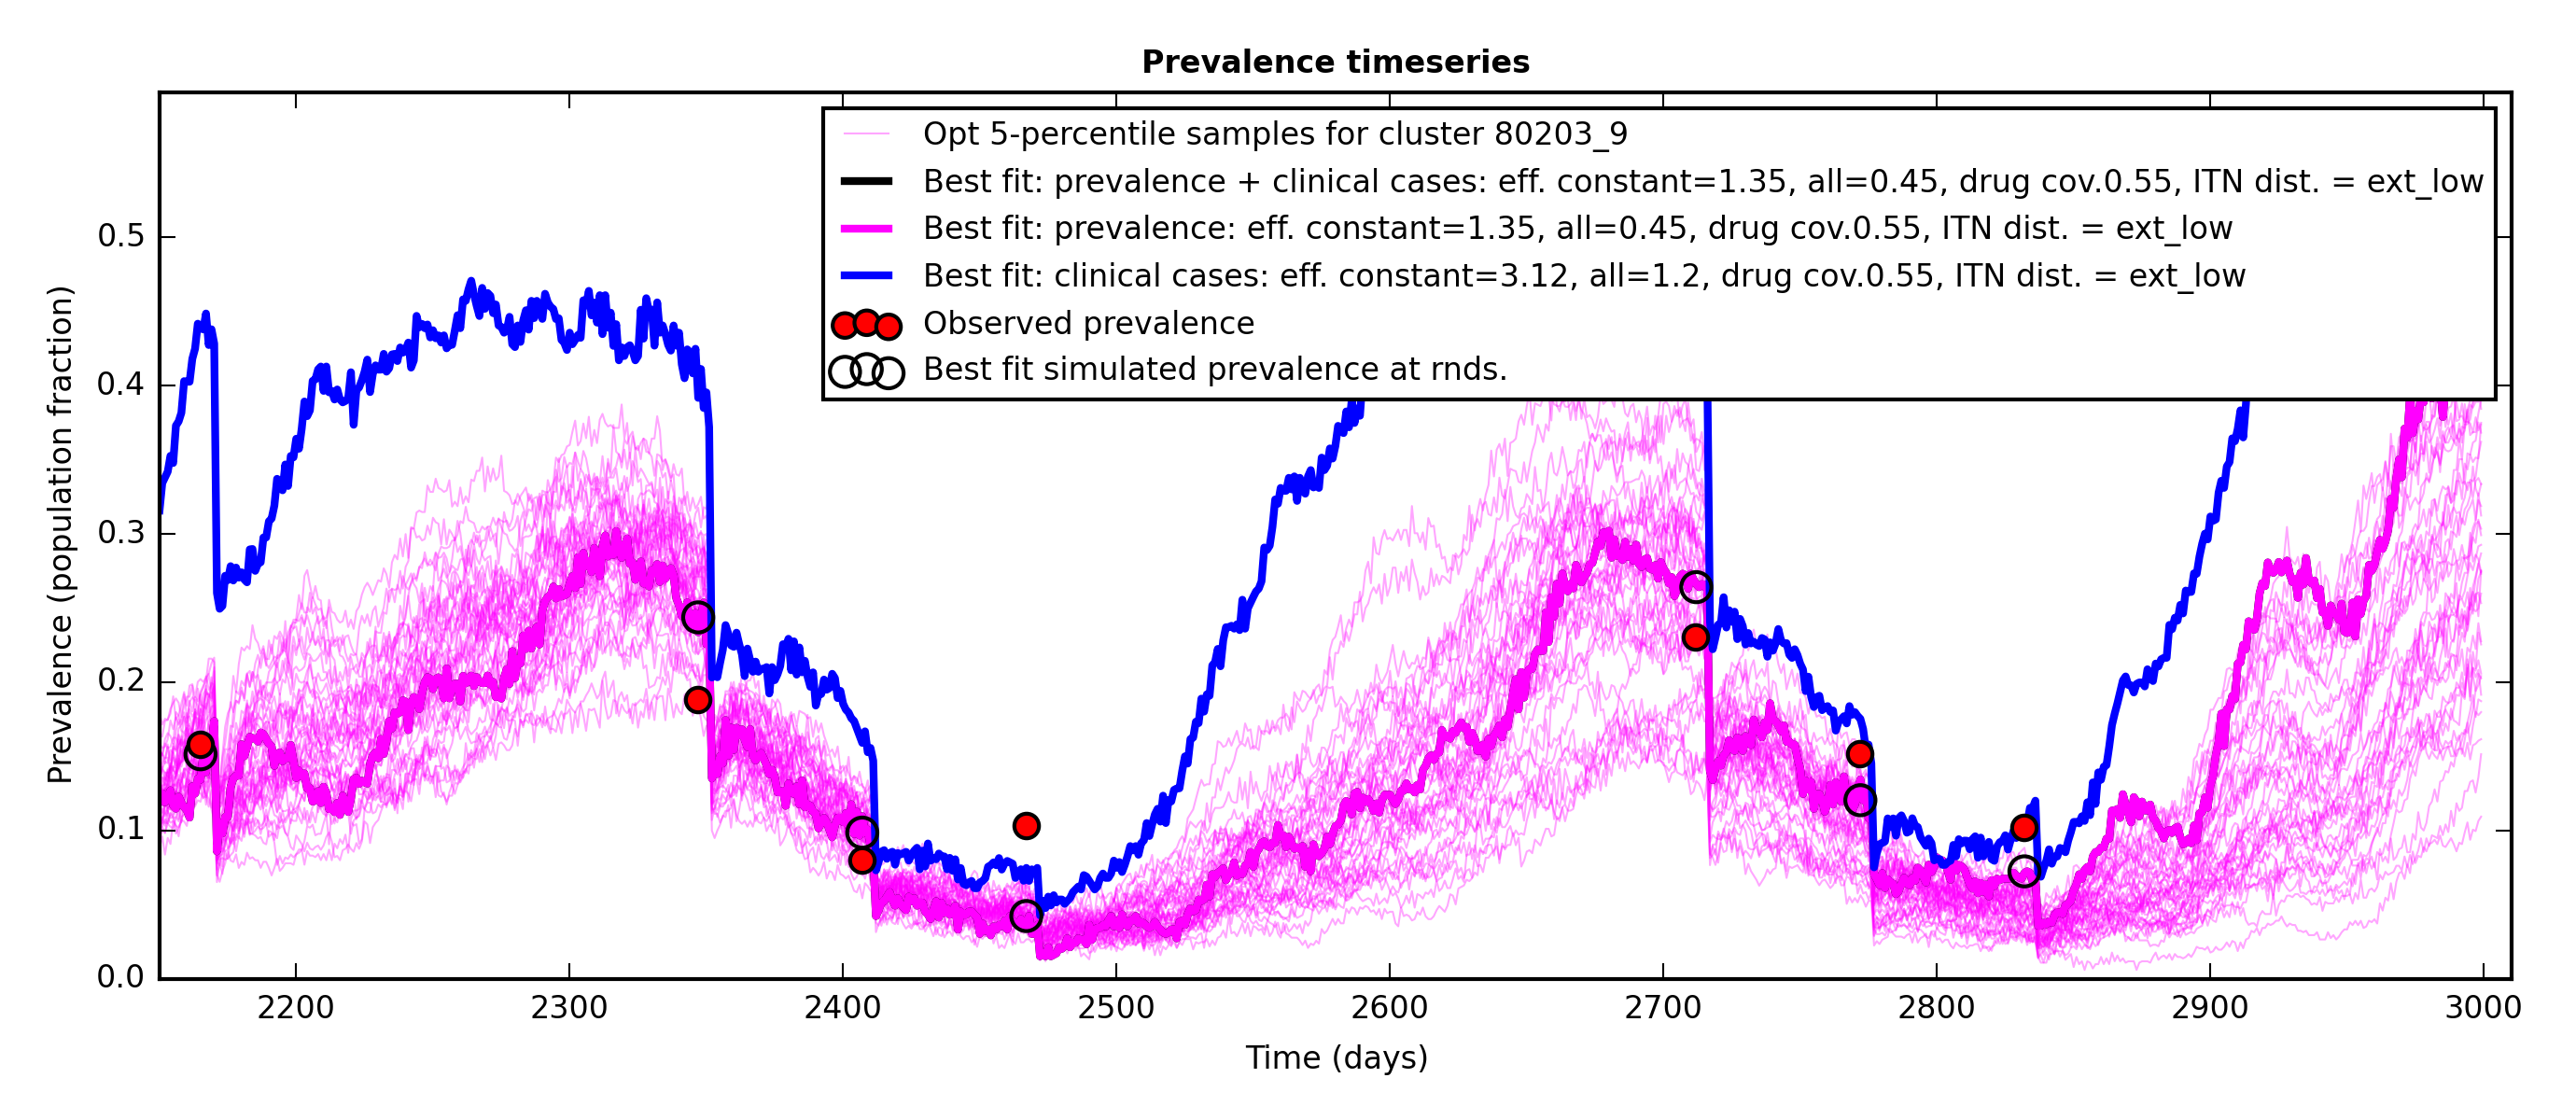 Prevalence timeseries
Opt 5-percentile samples for cluster 80203_9
Best fit: prevalence + clinical cases: eff. constant=1.35, all=0.45, drug cov.0.55, ITN dist. = ext_low
Best fit: prevalence: eff. constant=1.35, all=0.45, drug cov.0.55, ITN dist. = ext_low
Best fit: clinical cases: eff. constant=3.12, all=1.2, drug cov.0.55, ITN dist. = ext_low
Observed prevalence
Best fit simulated prevalence at rnds.
Prevalence (population fraction)
0.5
0.4
0.3
0.2
0.1
0.0
2200 2300 2400 2500 2600 2700 2800 2900 3000
Time (days)